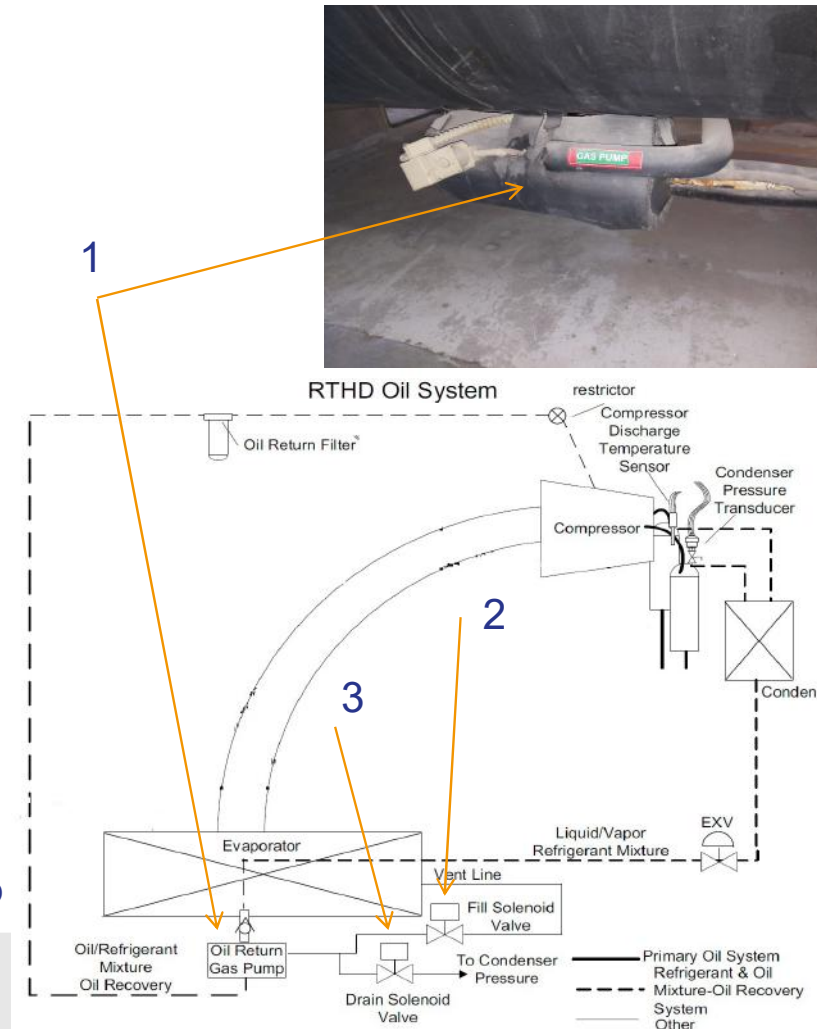 GAS PUMP
1
RTHD Oil System
restrictor
Oil Return Filter
Compressor
Discharge
Temperature
Sensor
Condenser
Pressure
Transducer
Compressor
2
3
Conden
Evaporator
Liquid/Vapor
Refrigerant Mixture
EXV
Vent Line
Fill Solenoid
Valve
Oil/Refrigerant
Mixture
Oil Recovery
Oil Return
Gas Pump
To Condenser
Pressure
Drain Solenoid
Valve
Primary Oil System
Refrigerant & Oil
Mixture-Oil Recovery
System
Other